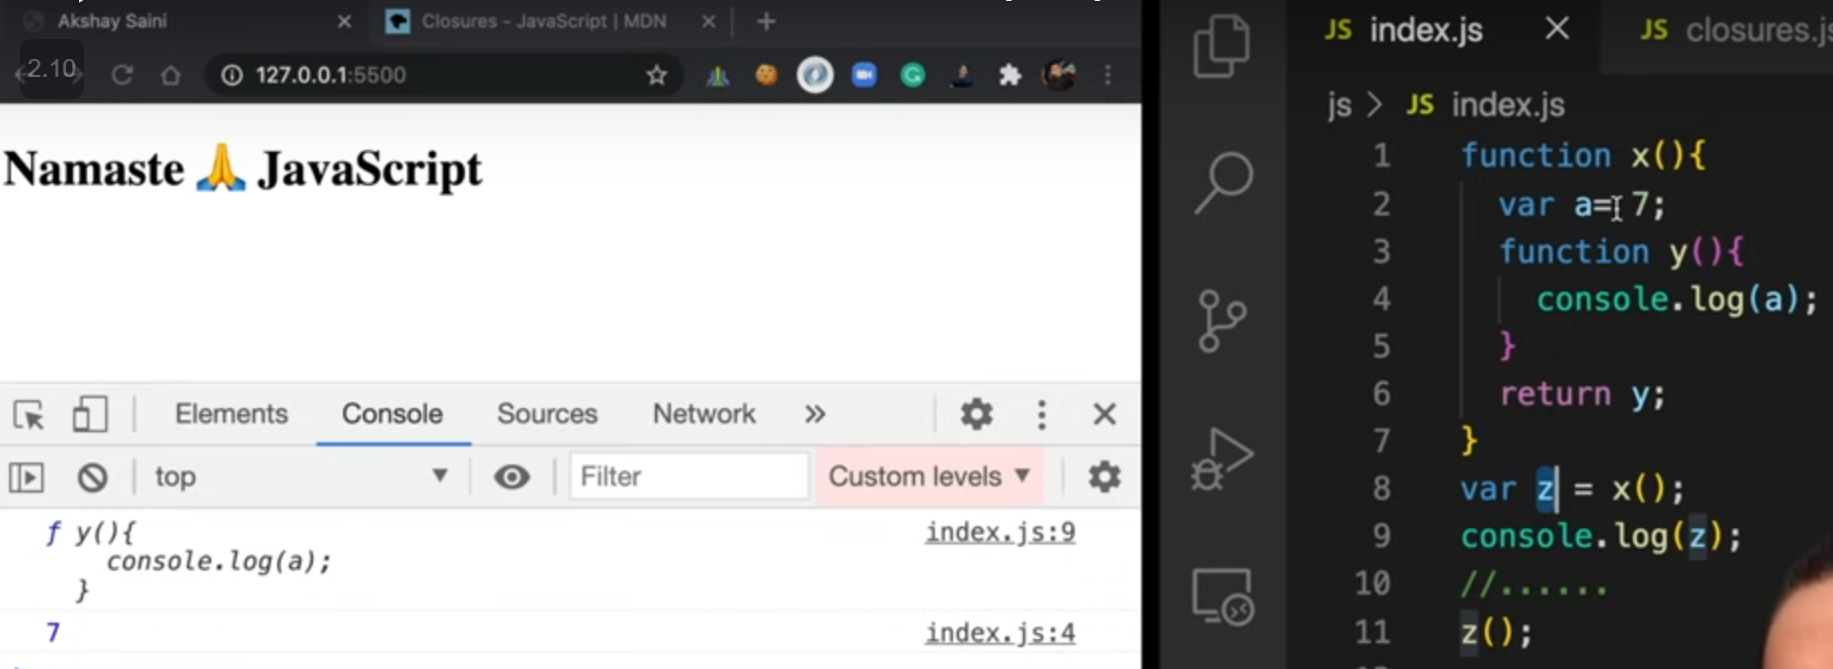 Akshay Saini
Closures - JavaScript | MDN
2.10
127.0.0.1:5500
Namaste 🙏 JavaScript
Elements Console Sources Network »
top
Filter
Custom levels ▼
f y(){ index.js:9
console.log(a);
}
7 index.js:4
JS index.js
JS closures.js
js > JS index.js
1 function x(){
2 var a= 7;
3 function y(){
4 console.log(a);
5 }
6 return y;
7 }
8 var z = x();
9 console.log(z);
10 //......
11 z();